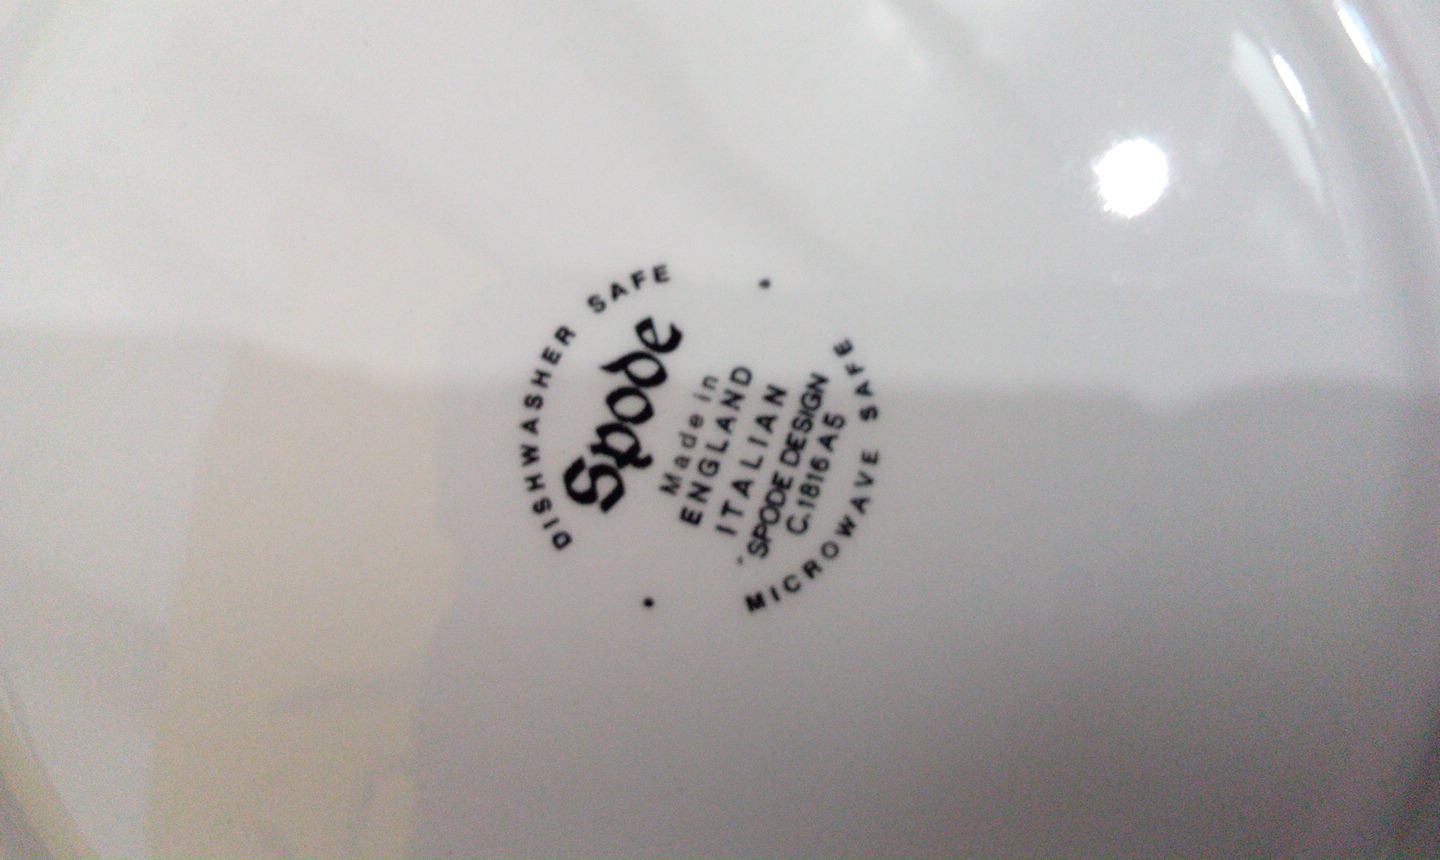 DISHWASHER SAFE
Spode
Made in
ENGLAND
ITALIAN
SPODE DESIGN
C.1816 A5
MICROWAVE SAFE